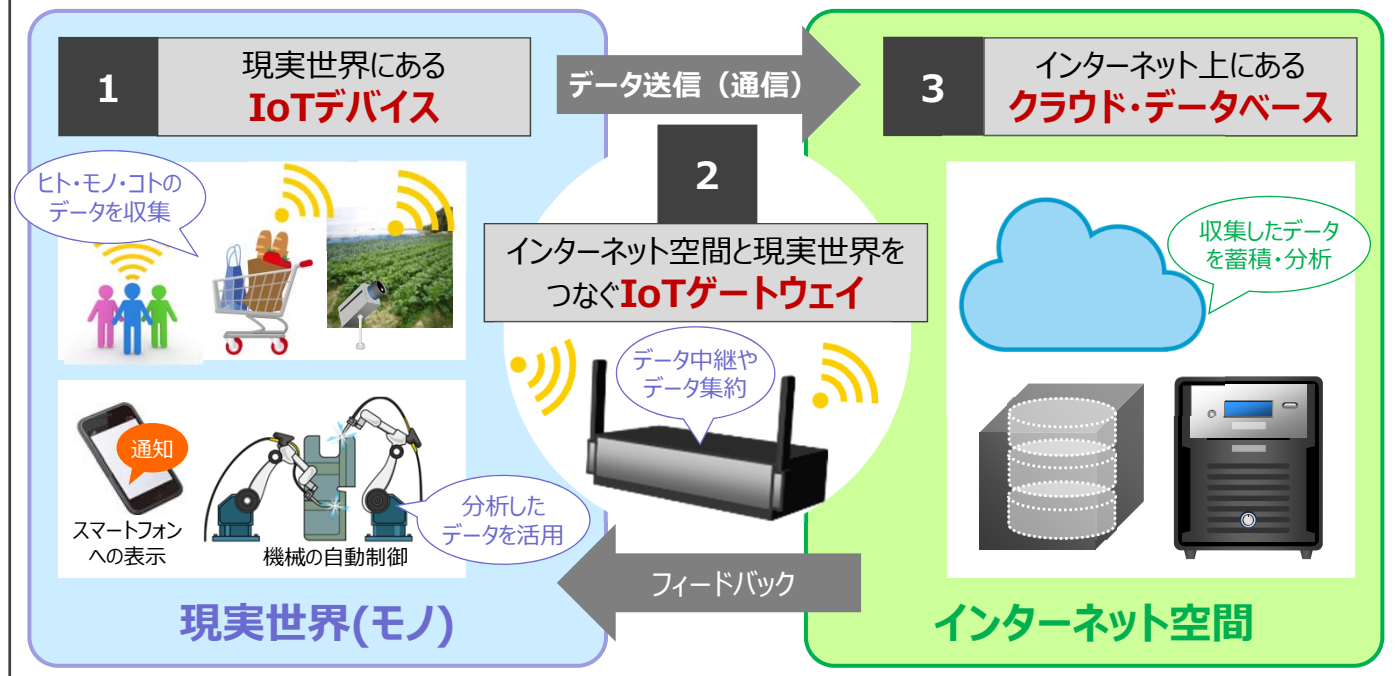 1
現実世界にある
IoTデバイス
データ送信（通信）
3
インターネット上にある
クラウド・データベース
ヒト・モノ・コトの
データを収集
2
インターネット空間と現実世界を
つなぐIoTゲートウェイ
収集したデータ
を蓄積・分析
データ中継や
データ集約
通知
スマートフォン
への表示
機械の自動制御
分析した
データを活用
フィードバック
現実世界(モノ)
インターネット空間